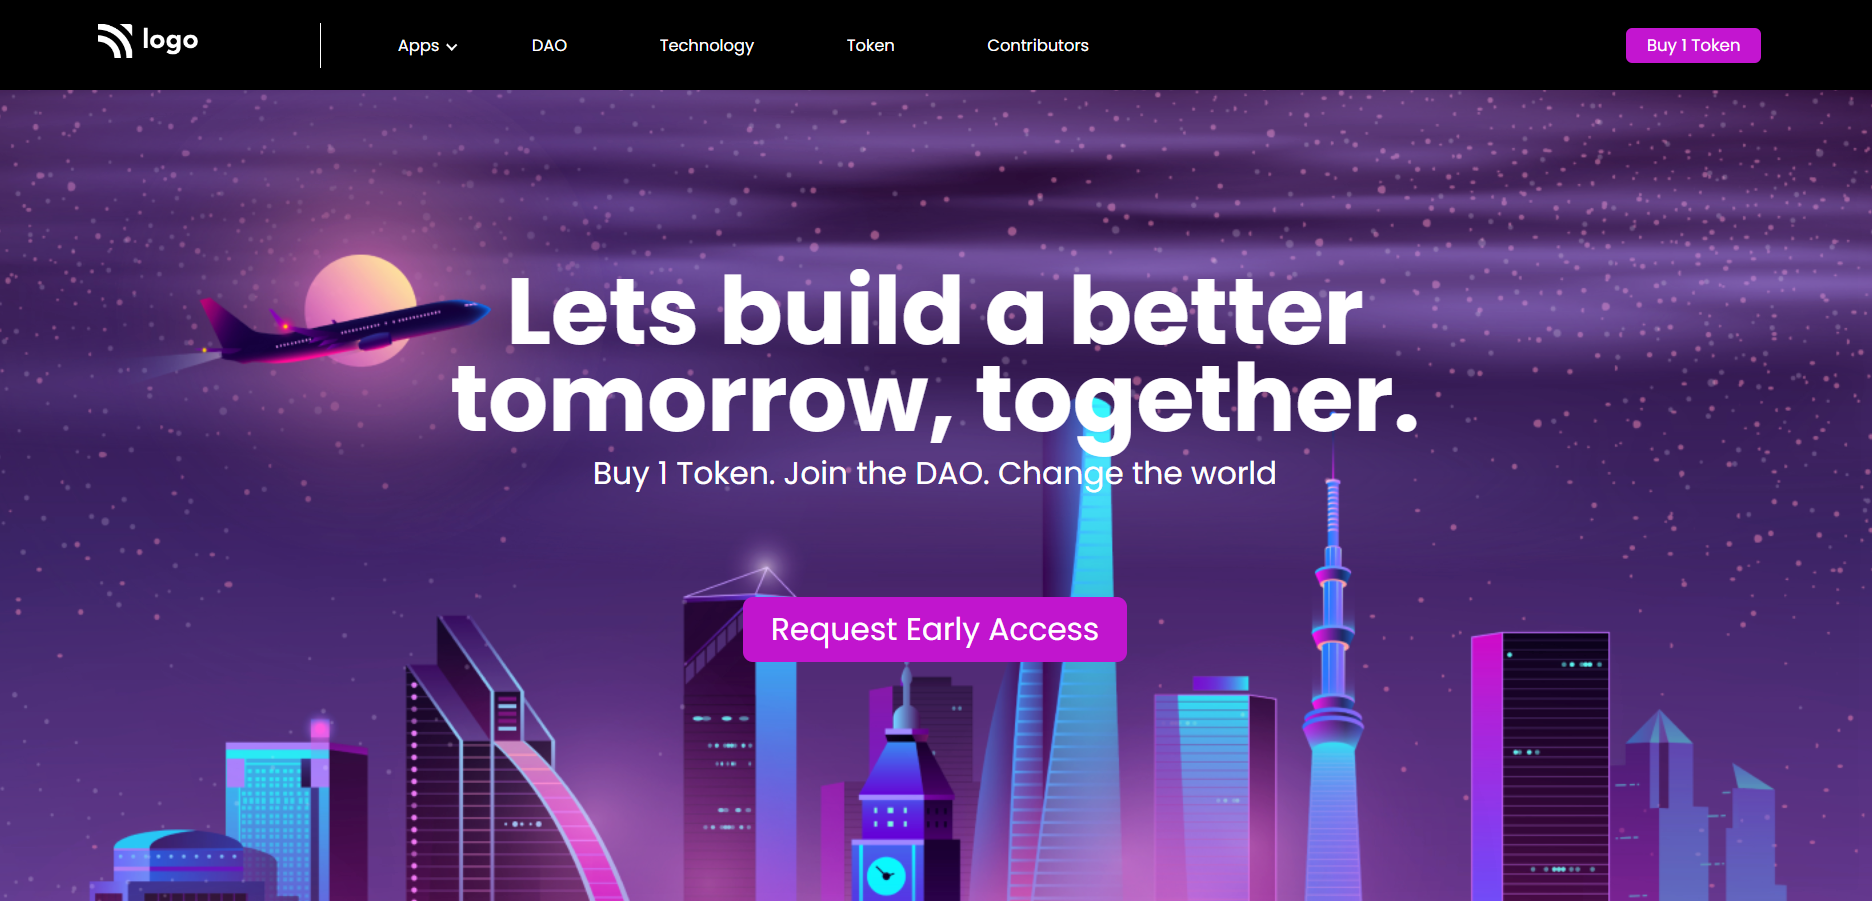 logo
Apps
DAO
Technology
Token
Contributors
Buy 1 Token
Lets build a better
tomorrow, together.
Buy 1 Token. Join the DAO. Change the world
Request Early Access